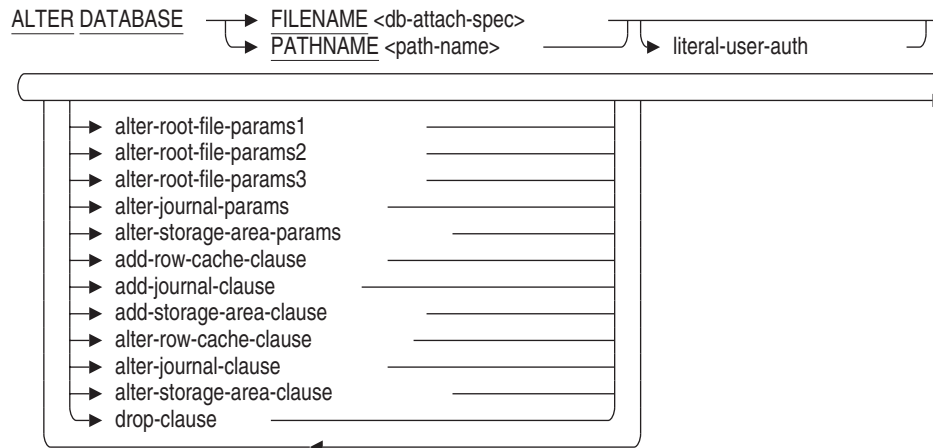 ALTER DATABASE FILENAME <db-attach-spec>
PATHNAME <path-name> literal-user-auth
alter-root-file-params1
alter-root-file-params2
alter-root-file-params3
alter-journal-params
alter-storage-area-params
add-row-cache-clause
add-journal-clause
add-storage-area-clause
alter-row-cache-clause
alter-journal-clause
alter-storage-area-clause
drop-clause